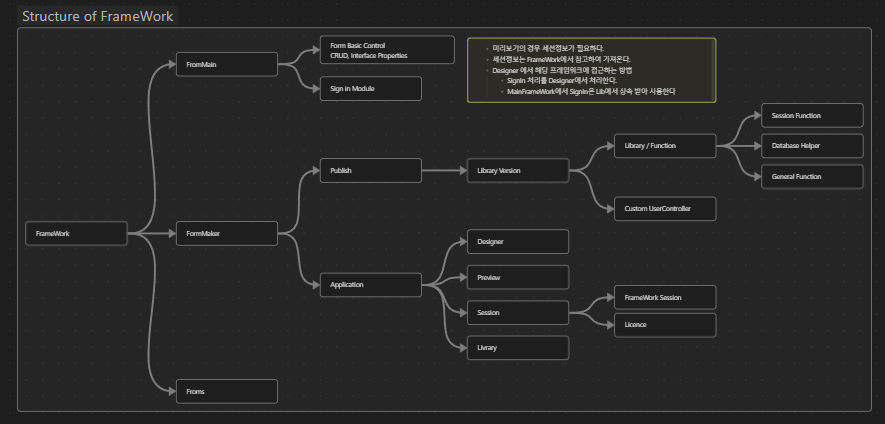 Structure of FrameWork
FromMain
Form Basic Control
CRUD, Interface Properties
Sign in Module
미리보기의 경우 세션정보가 필요하다.
세션정보는 FrameWork에서 참고하여 가져온다.
Designer 에서 해당 프레임워크에 접근하는 방법
SignIn 처리를 Designer에서 처리한다.
MainFrameWork에서 SignIn은 Lib에서 상속 받아 사용한다
Session Function
Library / Function
Database Helper
Publish
Library Version
General Function
Custom UserController
FrameWork
FormMaker
Designer
Preview
Application
FrameWork Session
Session
Licence
Livrary
Froms